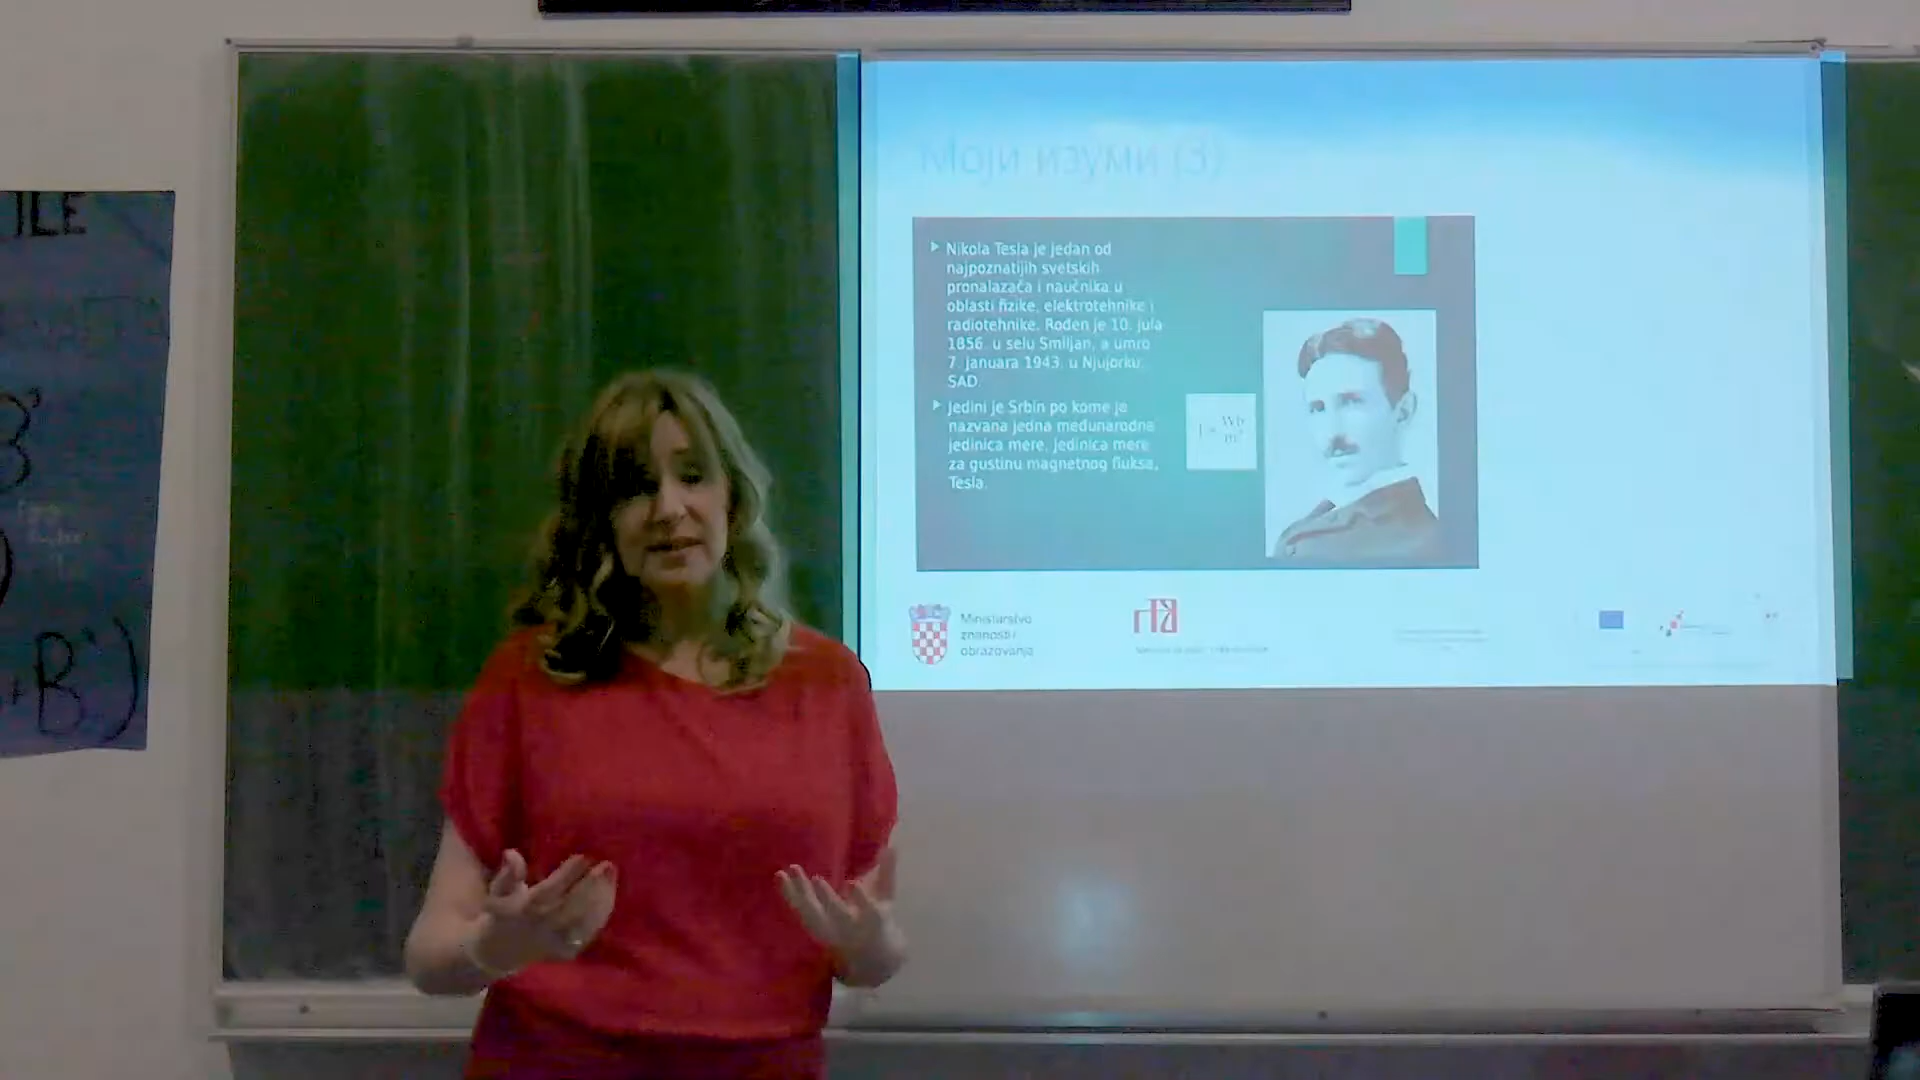 ILE
B'
+B')
Моји изуми (3)
Nikola Tesla je jedan od
najpoznatijih svetskih
pronalazača i naučnika u
oblasti fizike, elektrotehnike i
radiotehnike. Rođen je 10. jula
1856. u selu Smiljan, a umro
7. januara 1943. u Njujorku,
SAD
Jedini je Srbin po kome je
nazvana jedna međunarodna
jedinica mere, jedinica mere
za gustinu magnetnog fluksa,
Tesla.
Wb
m²
Ministarstvo
znanosti i
obrazovanja